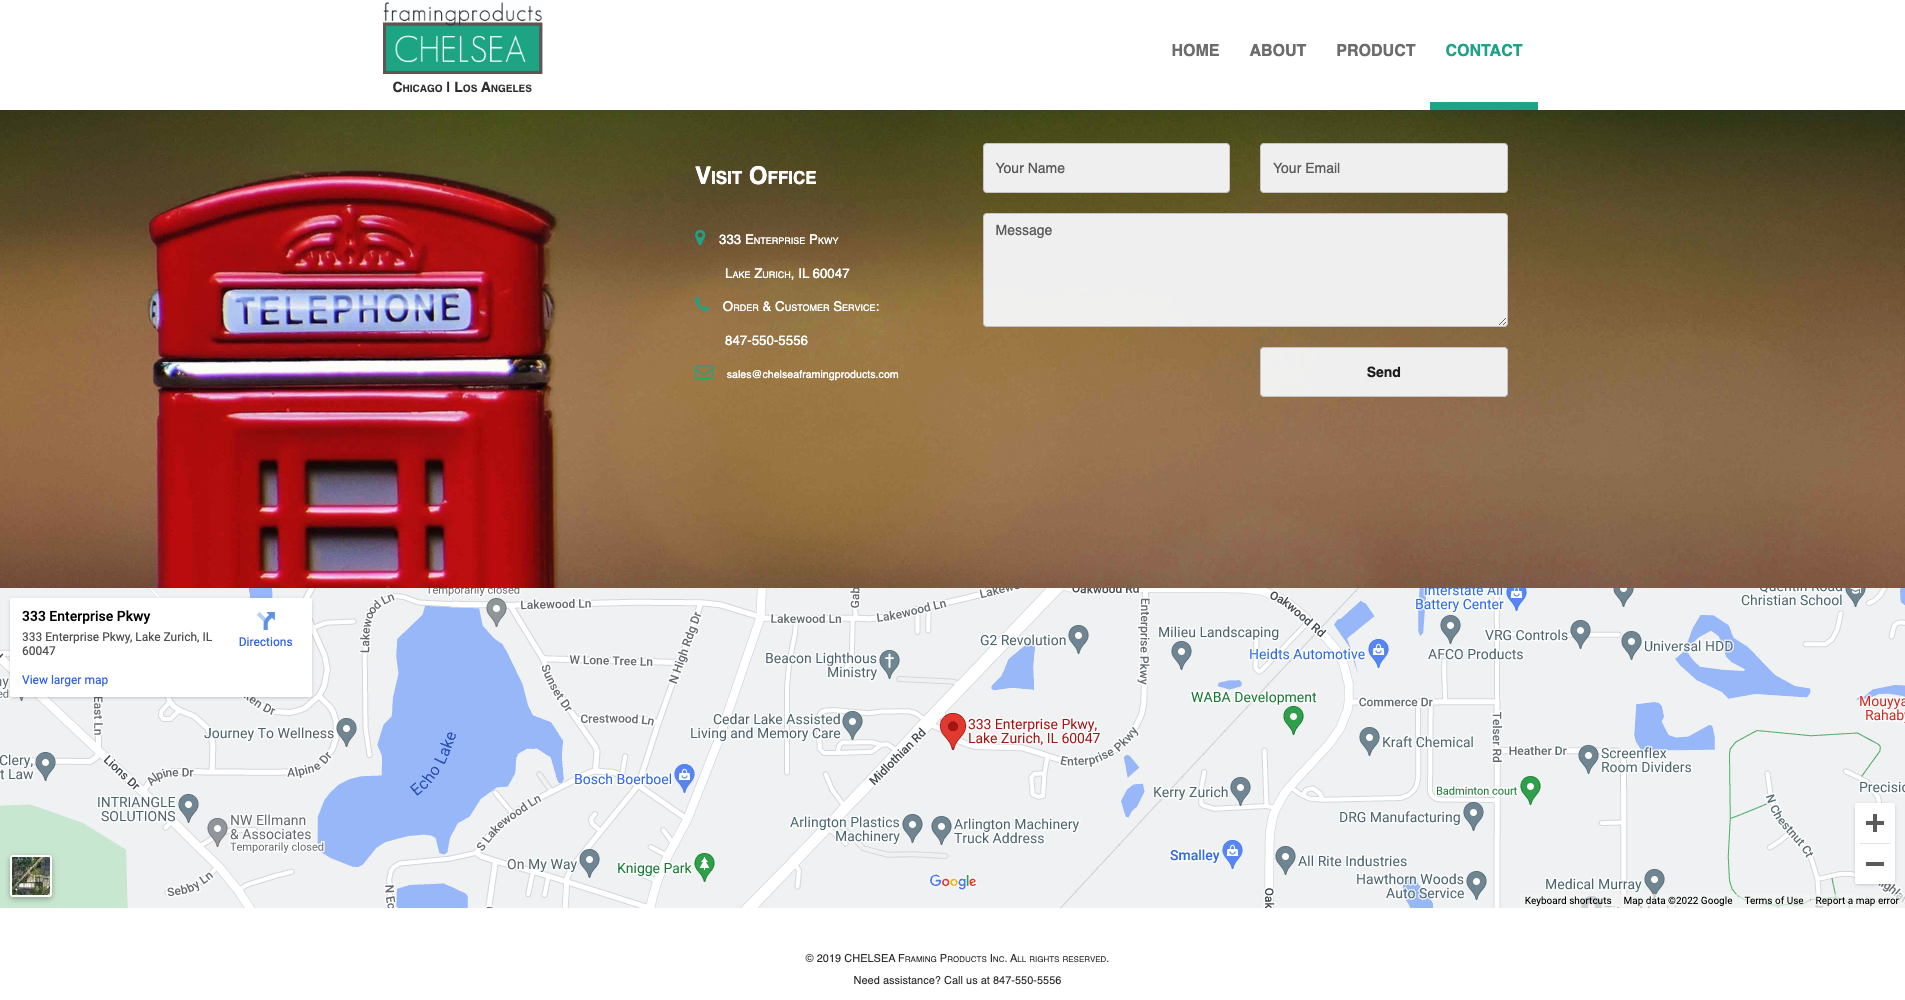 framingproducts
CHELSEA
Chicago | Los Angeles
HOME
ABOUT
PRODUCT
CONTACT
TELEPHONE
Visit Office
333 Enterprise Pkwy
Lake Zurich, IL 60047
Order & Customer Service:
847-550-5556
sales@chelseaframingproducts.com
Your Name
Your Email
Message
Send
333 Enterprise Pkwy
333 Enterprise Pkwy, Lake Zurich, IL
60047
Directions
View larger map
Temporarily closed
Lakewood Ln
Lakewood Ln
Lakewood Ln
Lakewood Ln
Oakwood Rd
Oakwood Rd
Enterprise Pkwy
Interstate All
Battery Center
Quentin Road
Christian School
G2 Revolution
Milieu Landscaping
Heidts Automotive
AFCO Products
VRG Controls
Universal HDD
W Lone Tree Ln
N High Rdg Dr
Beacon Lighthouse
Ministry
Sunset Dr
East Ln
WABA Development
Commerce Dr
Telser Rd
Crestwood Ln
Cedar Lake Assisted
Living and Memory Care
333 Enterprise Pkwy,
Lake Zurich, IL 60047
Midlothian Rd
Enterprise Pkwy
Kraft Chemical
Heather Dr
Screenflex
Room Dividers
Journey To Wellness
Echo Lake
Lions Dr
Alpine Dr
Alpine Dr
Bosch Boerboel
Kerry Zurich
Badminton court
INTRIANGLE
SOLUTIONS
NW Ellmann
& Associates
Temporarily closed
S Lakewood Ln
Arlington Plastics
Machinery
Arlington Machinery
Truck Address
DRG Manufacturing
N Chestnut Ct
On My Way
Knigge Park
Smalley
All Rite Industries
Hawthorn Woods
Auto Service
Medical Murray
Sebby Ln
Google
Keyboard shortcuts
Map data ©2022 Google
Terms of Use
Report a map error
© 2019 CHELSEA Framing Products Inc. All rights reserved.
Need assistance? Call us at 847-550-5556